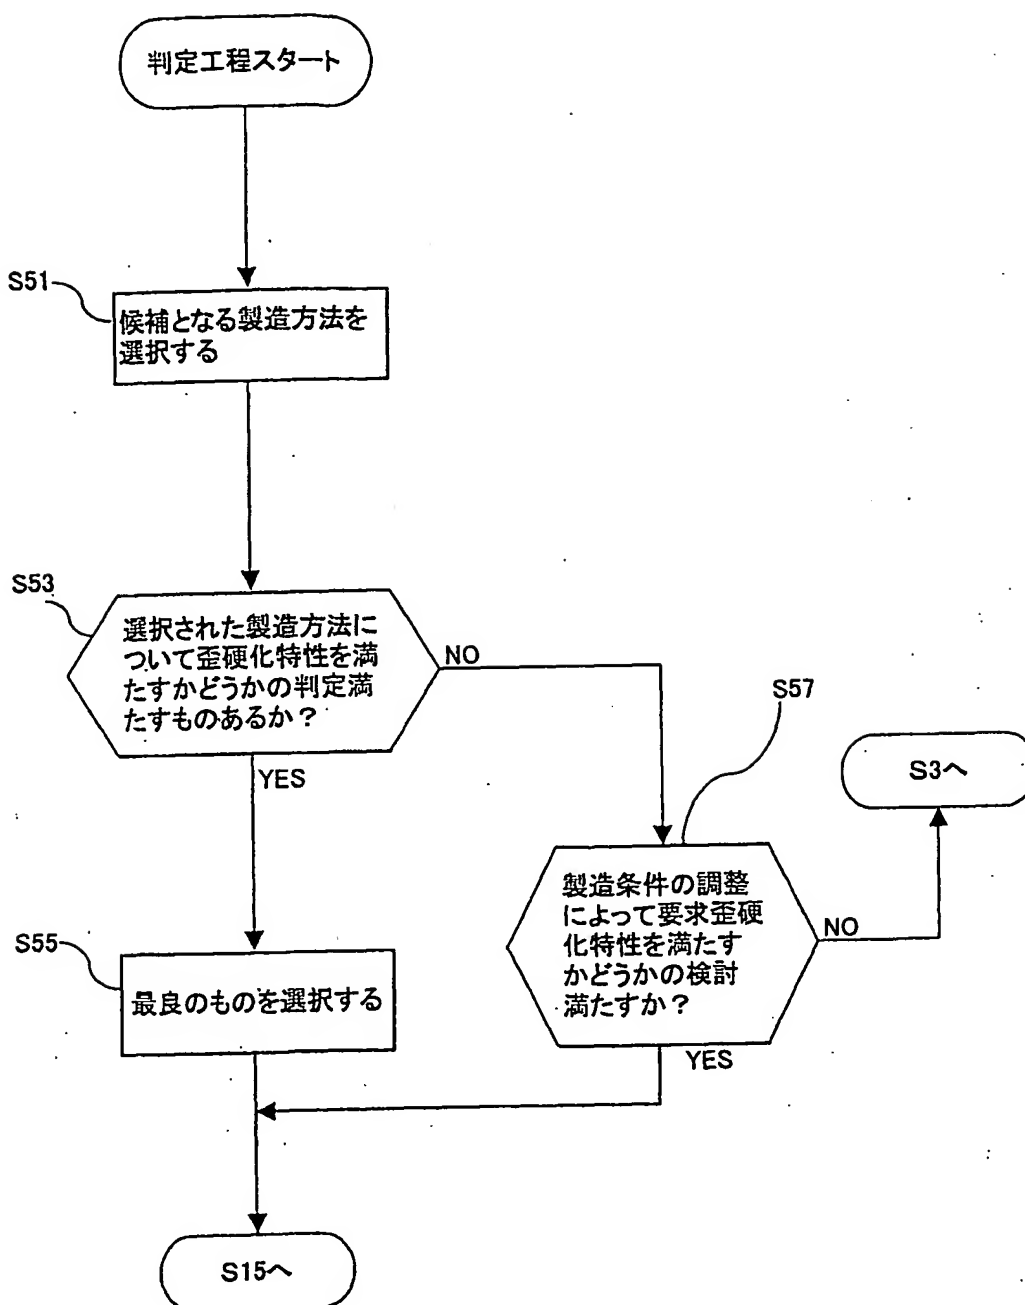 判定工程スタート
S51
候補となる製造方法を
選択する
S53
選択された製造方法に
ついて歪硬化特性を満
たすかどうかの判定満
たすものあるか？
NO
YES
S57
S3へ
製造条件の調整
によって要求歪硬
化特性を満たす
かどうかの検討
満たすか？
NO
YES
S55
最良のものを選択する
S15へ